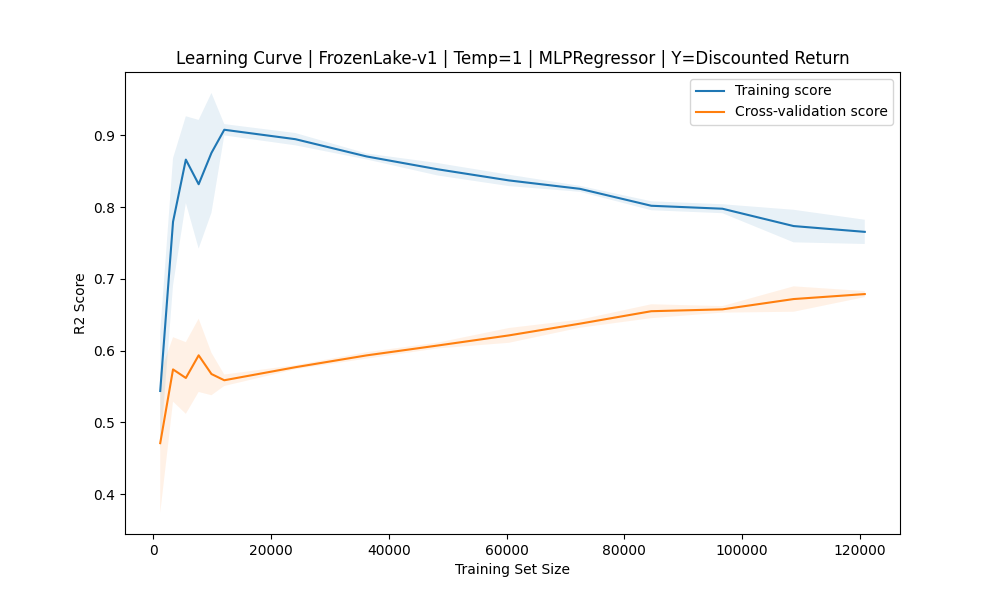 Learning Curve | FrozenLake-v1 | Temp=1 | MLPRegressor | Y=Discounted Return
Training score
Cross-validation score
R2 Score
0.9
0.8
0.7
0.6
0.5
0.4
0
20000
40000
60000
80000
100000
120000
Training Set Size